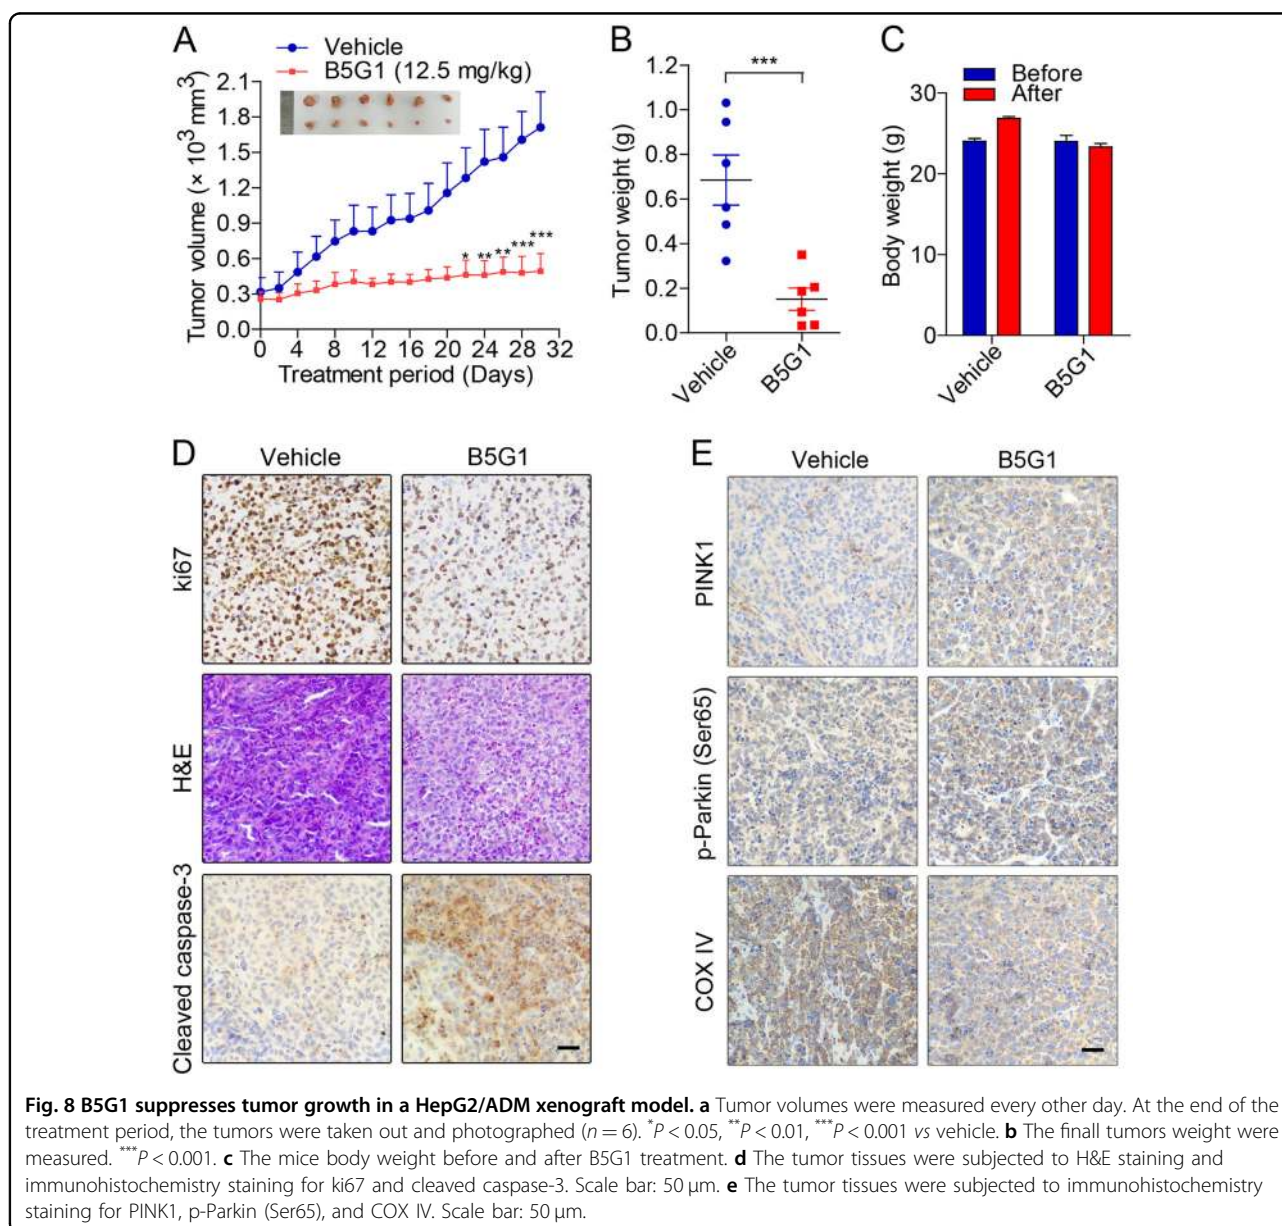 A
Vehicle
B5G1 (12.5 mg/kg)
Tumor volume (× 10³ mm³)
2.1
1.8
1.5
1.2
0.9
0.6
0.3
0.0
* ** ** *** ***
0 4 8 12 16 20 24 28 32
Treatment period (Days)
B
Tumor weight (g)
1.2
1.0
0.8
0.6
0.4
0.2
0.0
***
Vehicle
B5G1
C
Before
After
Body weight (g)
30
20
10
0
Vehicle
B5G1
D
Vehicle B5G1
ki67
H&E
Cleaved caspase-3
E
Vehicle B5G1
PINK1
p-Parkin (Ser65)
COX IV
Fig. 8 B5G1 suppresses tumor growth in a HepG2/ADM xenograft model. a Tumor volumes were measured every other day. At the end of the
treatment period, the tumors were taken out and photographed (n = 6). *P < 0.05, **P < 0.01, ***P < 0.001 vs vehicle. b The finall tumors weight were
measured. ***P < 0.001. c The mice body weight before and after B5G1 treatment. d The tumor tissues were subjected to H&E staining and
immunohistochemistry staining for ki67 and cleaved caspase-3. Scale bar: 50 μm. e The tumor tissues were subjected to immunohistochemistry
staining for PINK1, p-Parkin (Ser65), and COX IV. Scale bar: 50 μm.